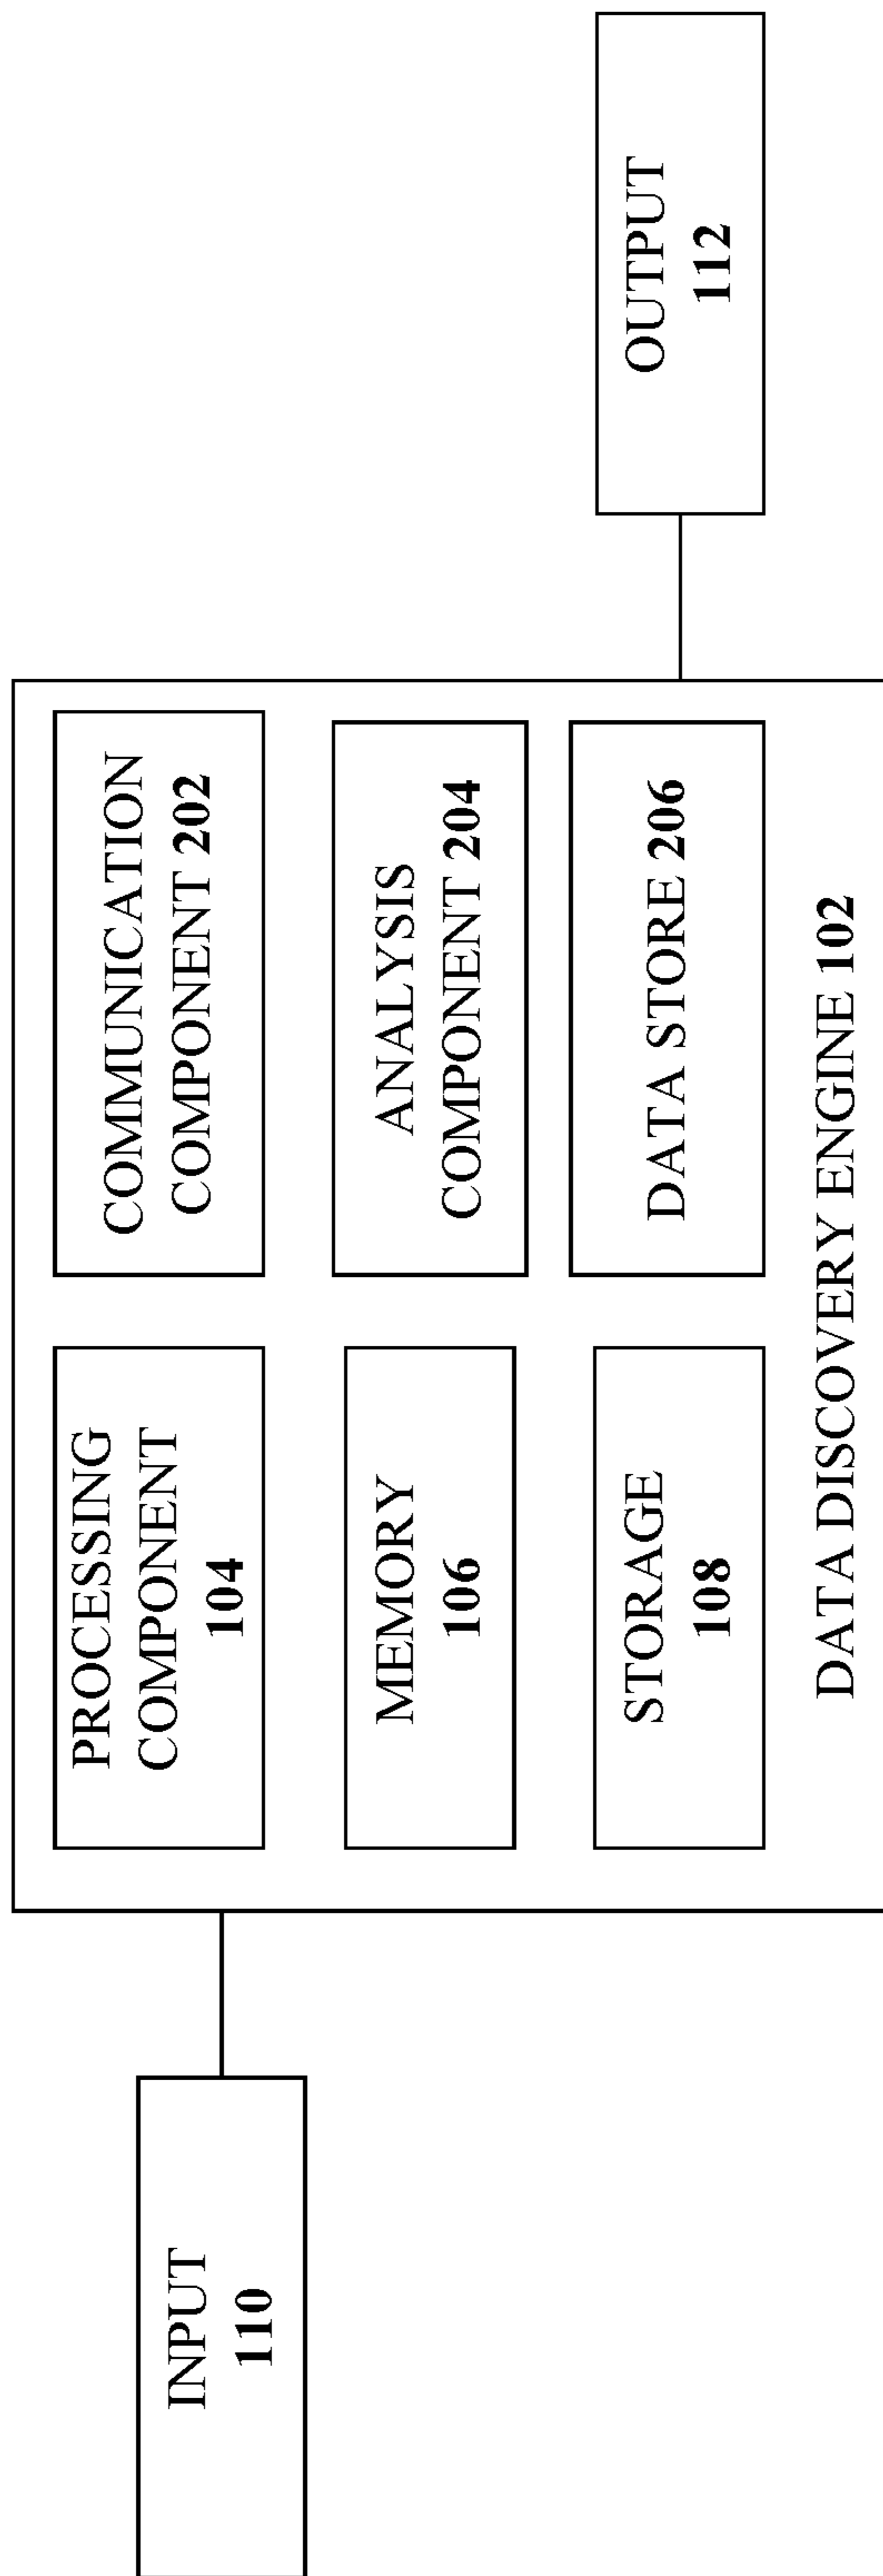 INPUT
110
PROCESSING
COMPONENT
104
COMMUNICATION
COMPONENT 202
MEMORY
106
ANALYSIS
COMPONENT 204
STORAGE
108
DATA STORE 206
DATA DISCOVERY ENGINE 102
OUTPUT
112